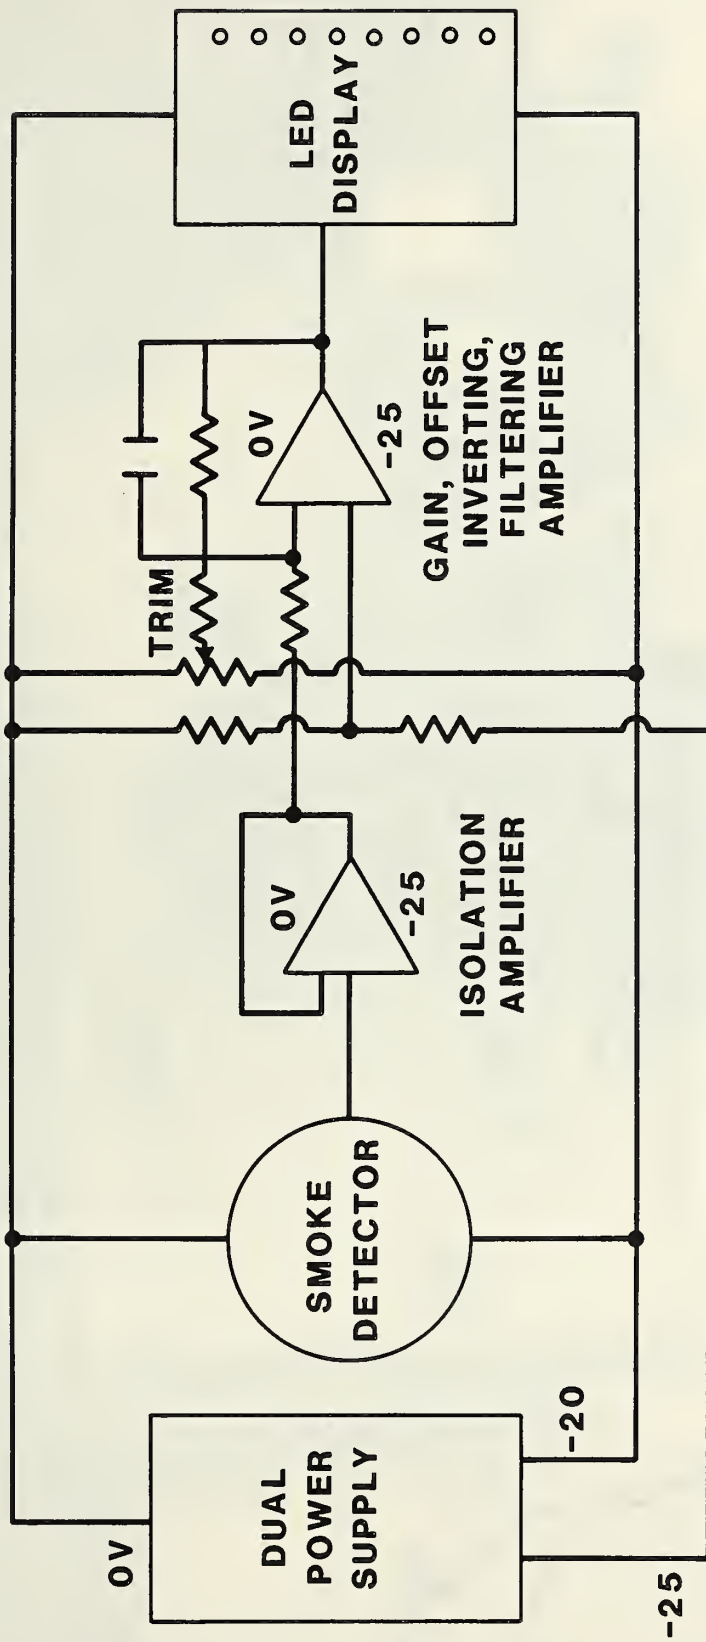 0V
DUAL
POWER
SUPPLY
-25
-20
SMOKE
DETECTOR
0V
-25
ISOLATION
AMPLIFIER
TRIM
0V
-25
GAIN, OFFSET
INVERTING,
FILTERING
AMPLIFIER
LED
DISPLAY